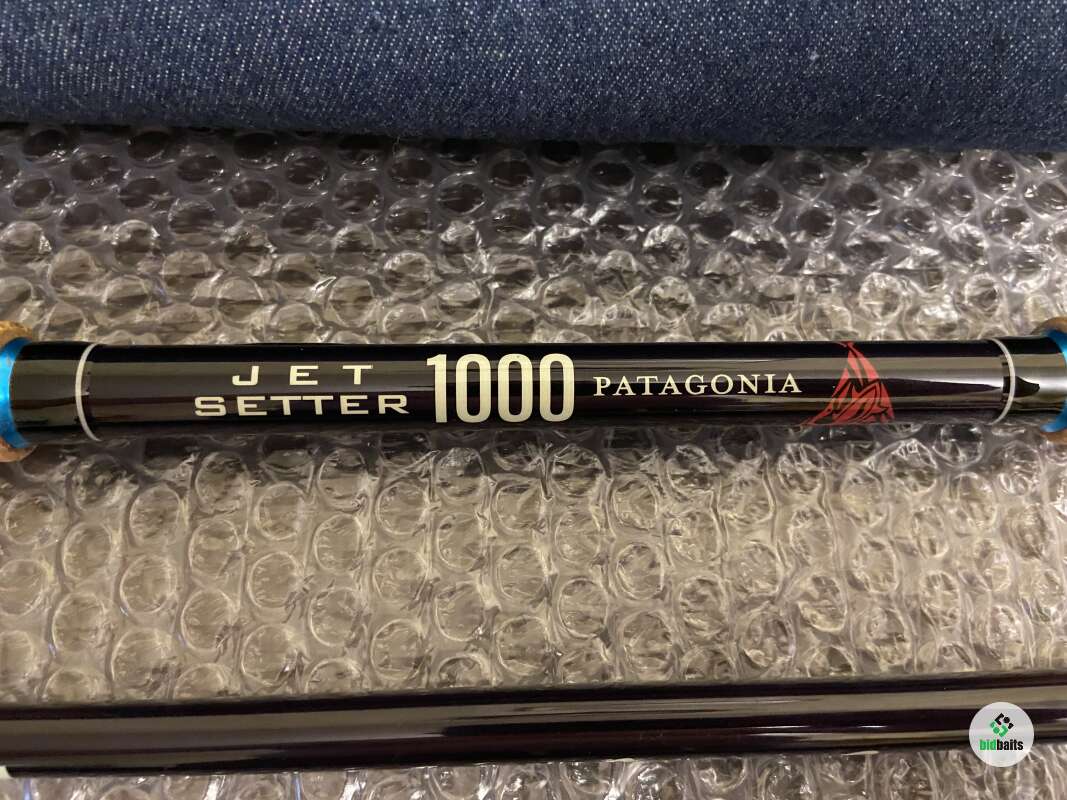 JET
SETTER 1000 PATAGONIA
bidbaits